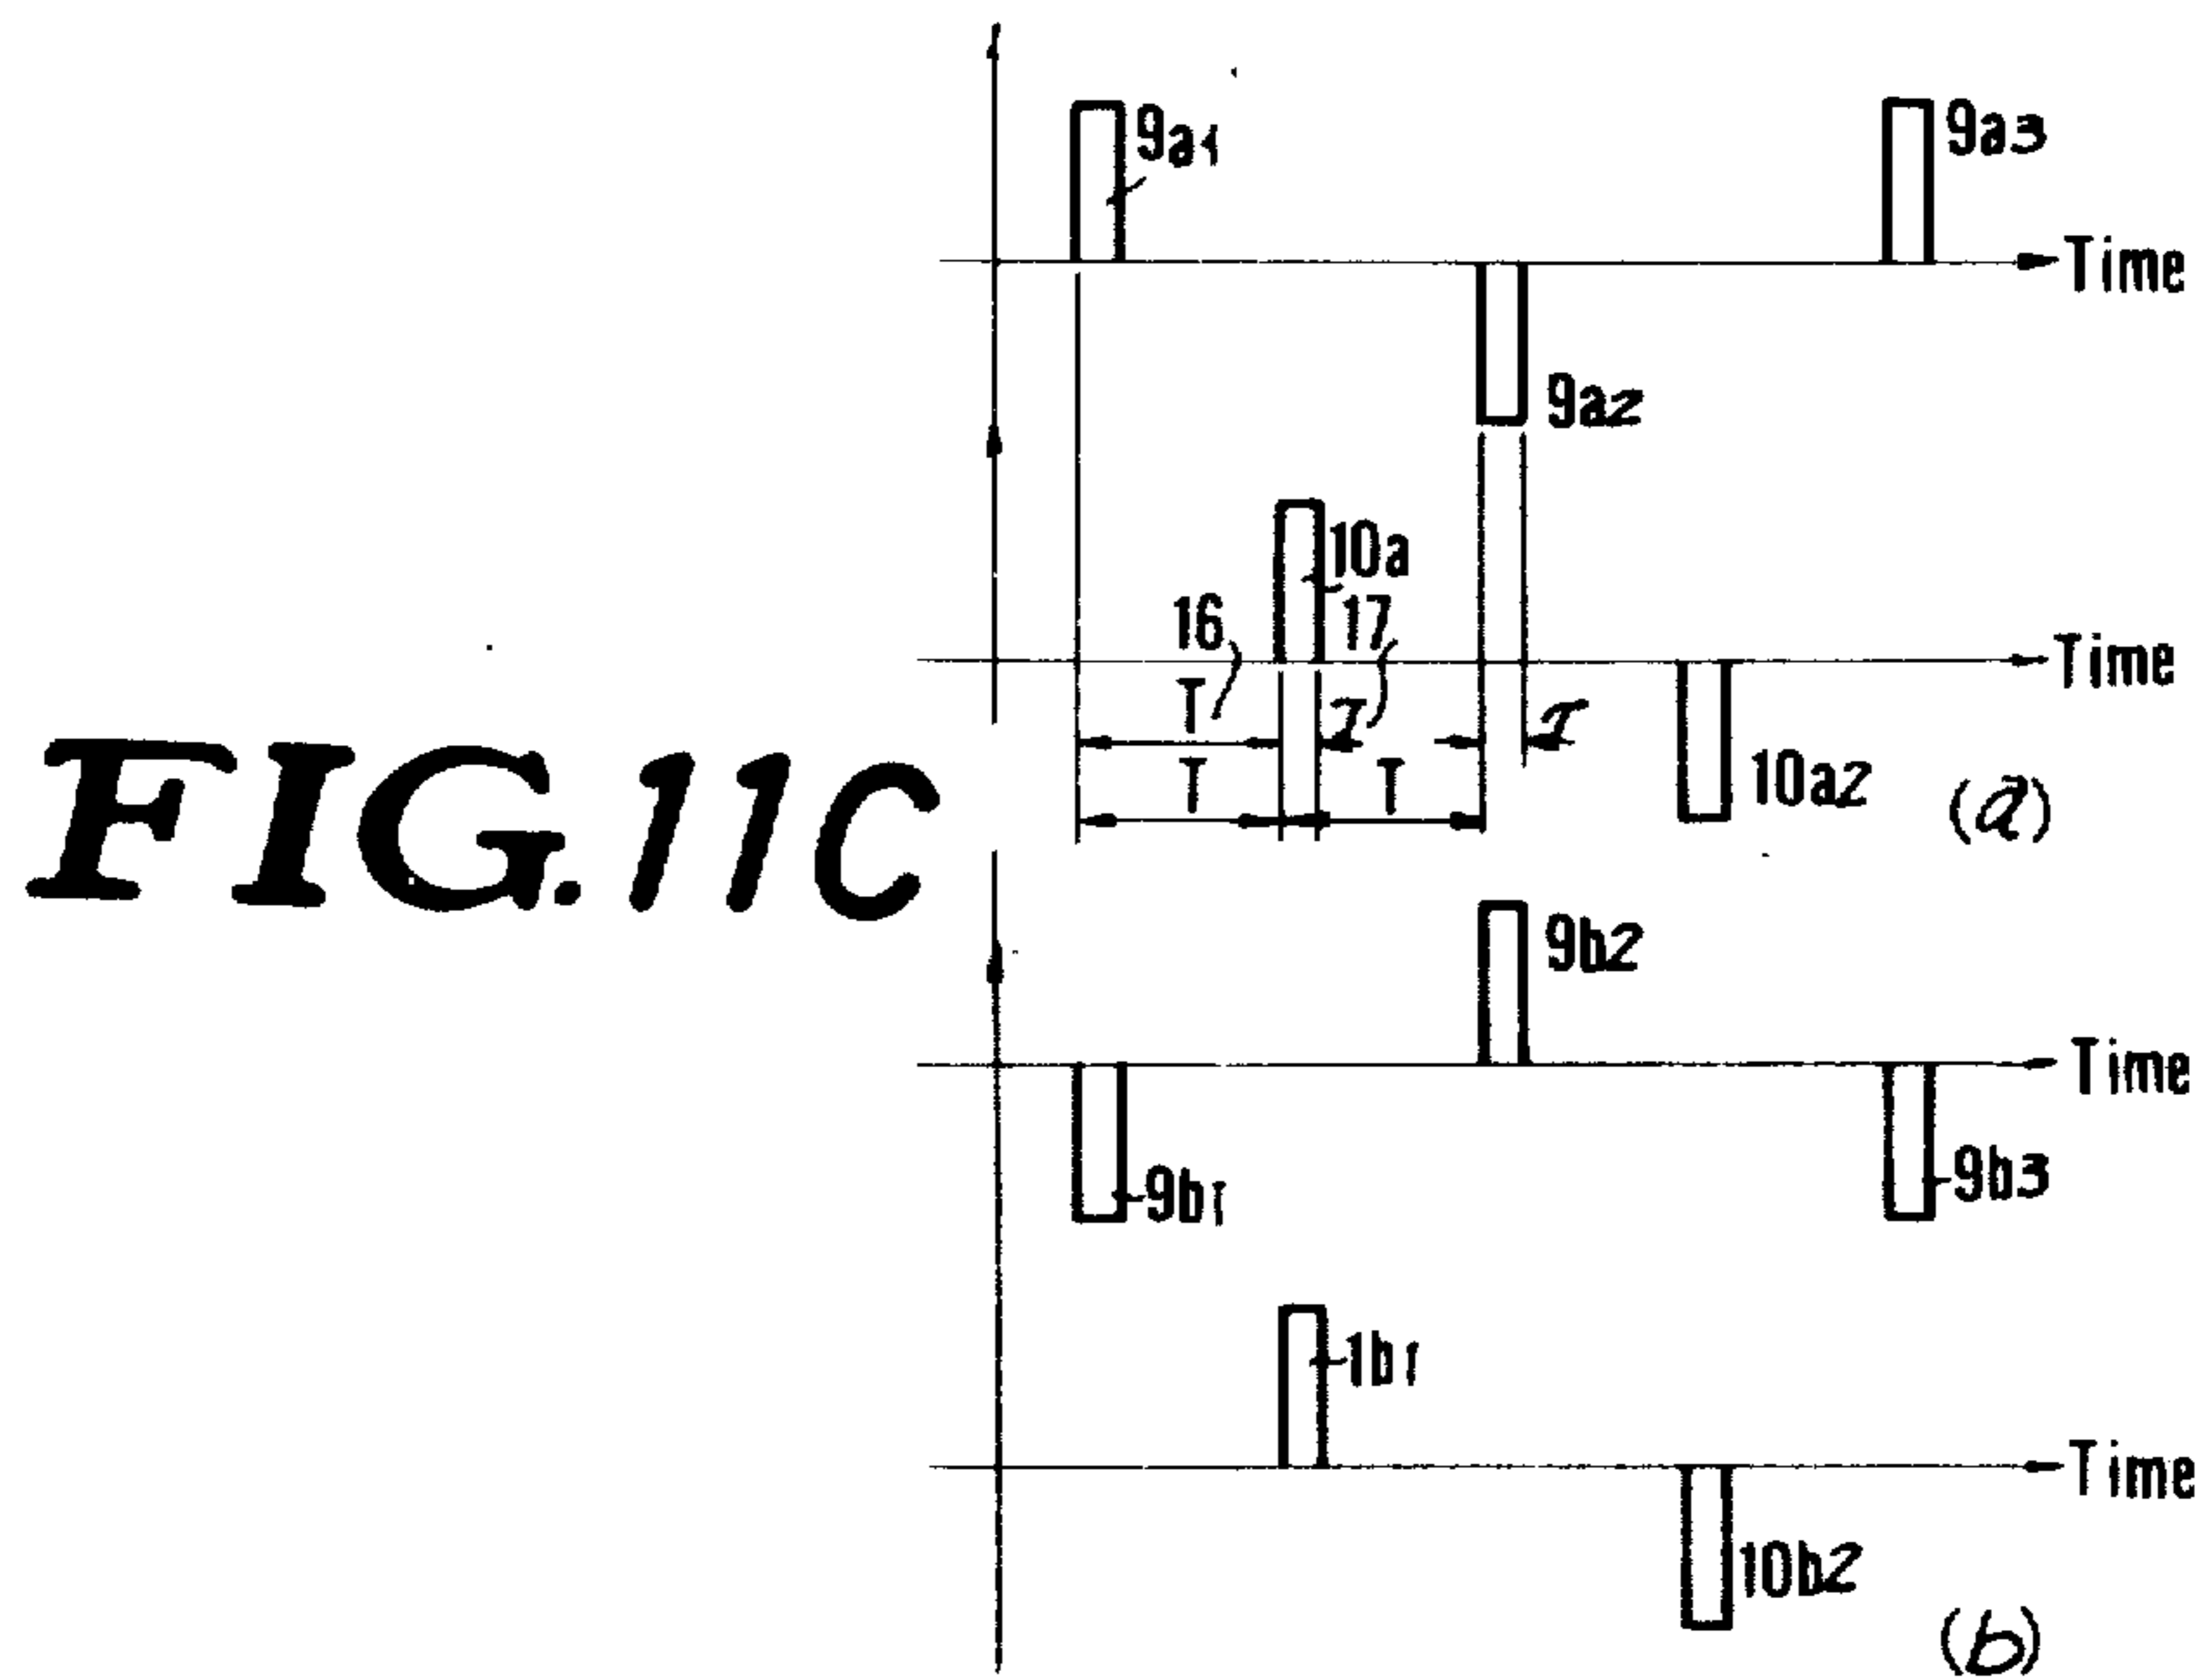 9a1
9a3
Time
9a2
10a
16
17
Time
T
τ
τ
T
T
10a2
(a)
FIG. 11C
9b2
Time
9b1
9b3
1b1
Time
10b2
(b)